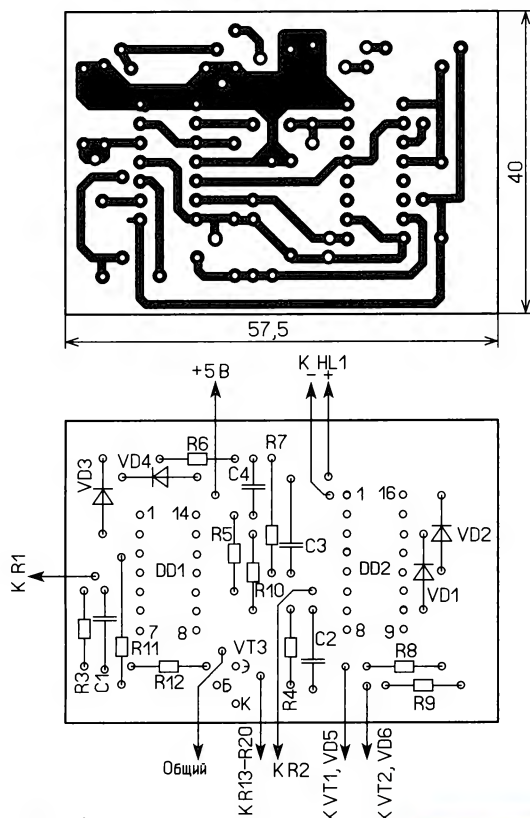 40
57,5
+5 В
К HL1
− +
R6
R7
VD3
VD4
C4
1
14
R5
C3
1
16
VD2
К R1
DD1
R10
DD2
VD1
7
8
8
9
R3
C1
R11
R12
VT3
Э
Б
К
R4
C2
R8
R9
Общий
К R13–R20
К R2
К VT1, VD5
К VT2, VD6